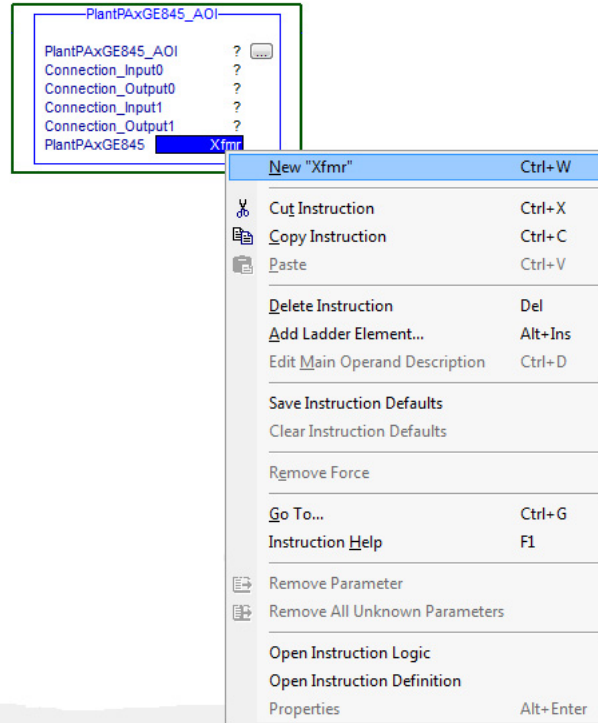 PlantPAxGE845_AOI
PlantPAxGE845_AOI ? ...
Connection_Input0 ?
Connection_Output0 ?
Connection_Input1 ?
Connection_Output1 ?
PlantPAxGE845 Xfmr
New "Xfmr" Ctrl+W
Cut Instruction Ctrl+X
Copy Instruction Ctrl+C
Paste Ctrl+V
Delete Instruction Del
Add Ladder Element... Alt+Ins
Edit Main Operand Description Ctrl+D
Save Instruction Defaults
Clear Instruction Defaults
Remove Force
Go To... Ctrl+G
Instruction Help F1
Remove Parameter
Remove All Unknown Parameters
Open Instruction Logic
Open Instruction Definition
Properties Alt+Enter